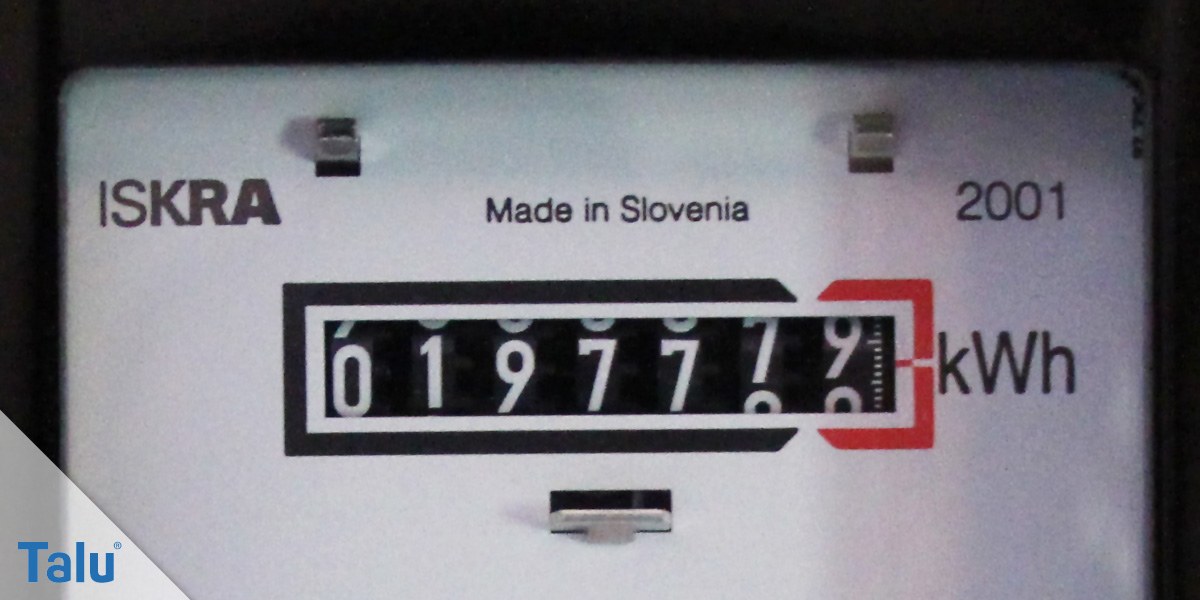 ISKRA
Made in Slovenia
2001
0197779
kWh
Talu®